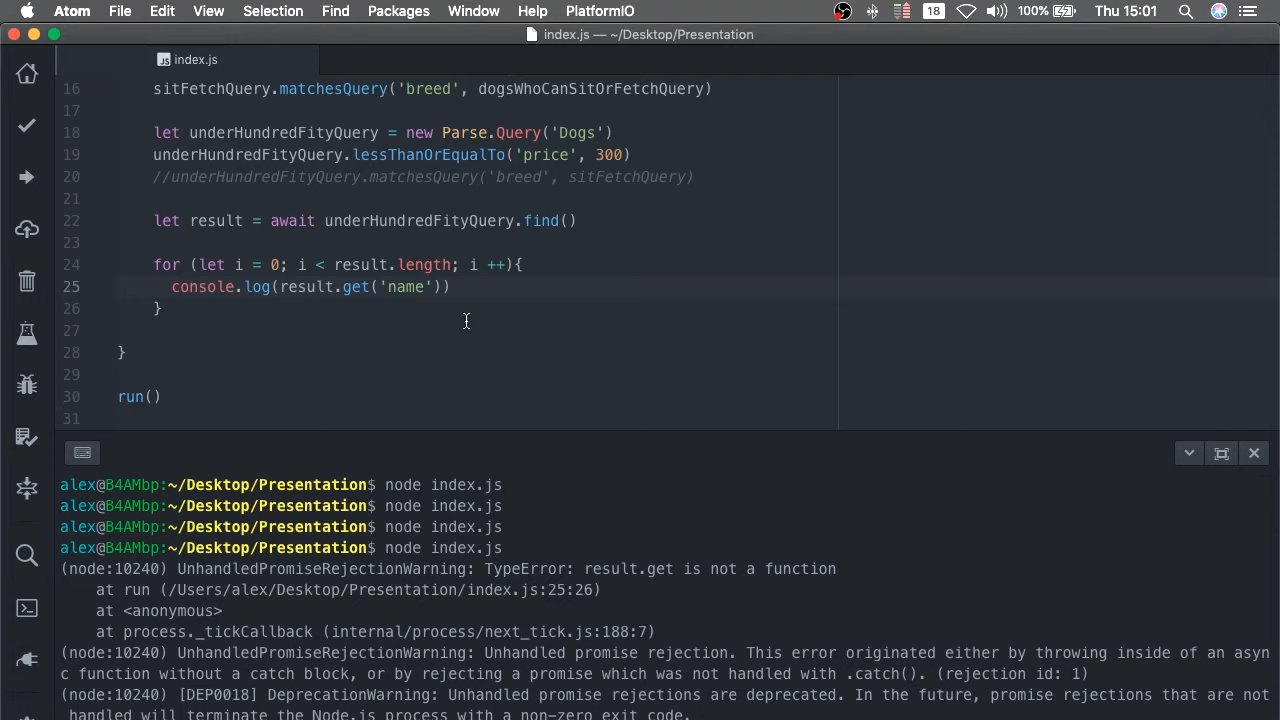 Atom File Edit View Selection Find Packages Window Help PlatformIO 18 100% Thu 15:01
index.js — ~/Desktop/Presentation
JS index.js
16 sitFetchQuery.matchesQuery('breed', dogsWhoCanSitOrFetchQuery)
17
18 let underHundredFityQuery = new Parse.Query('Dogs')
19 underHundredFityQuery.lessThanOrEqualTo('price', 300)
20 //underHundredFityQuery.matchesQuery('breed', sitFetchQuery)
21
22 let result = await underHundredFityQuery.find()
23
24 for (let i = 0; i < result.length; i ++){
25 console.log(result.get('name'))
26 }
27
28 }
29
30 run()
31
alex@B4AMbp:~/Desktop/Presentation$ node index.js
alex@B4AMbp:~/Desktop/Presentation$ node index.js
alex@B4AMbp:~/Desktop/Presentation$ node index.js
alex@B4AMbp:~/Desktop/Presentation$ node index.js
(node:10240) UnhandledPromiseRejectionWarning: TypeError: result.get is not a function
at run (/Users/alex/Desktop/Presentation/index.js:25:26)
at <anonymous>
at process._tickCallback (internal/process/next_tick.js:188:7)
(node:10240) UnhandledPromiseRejectionWarning: Unhandled promise rejection. This error originated either by throwing inside of an asyn
c function without a catch block, or by rejecting a promise which was not handled with .catch(). (rejection id: 1)
(node:10240) [DEP0018] DeprecationWarning: Unhandled promise rejections are deprecated. In the future, promise rejections that are not
handled will terminate the Node.js process with a non-zero exit code.